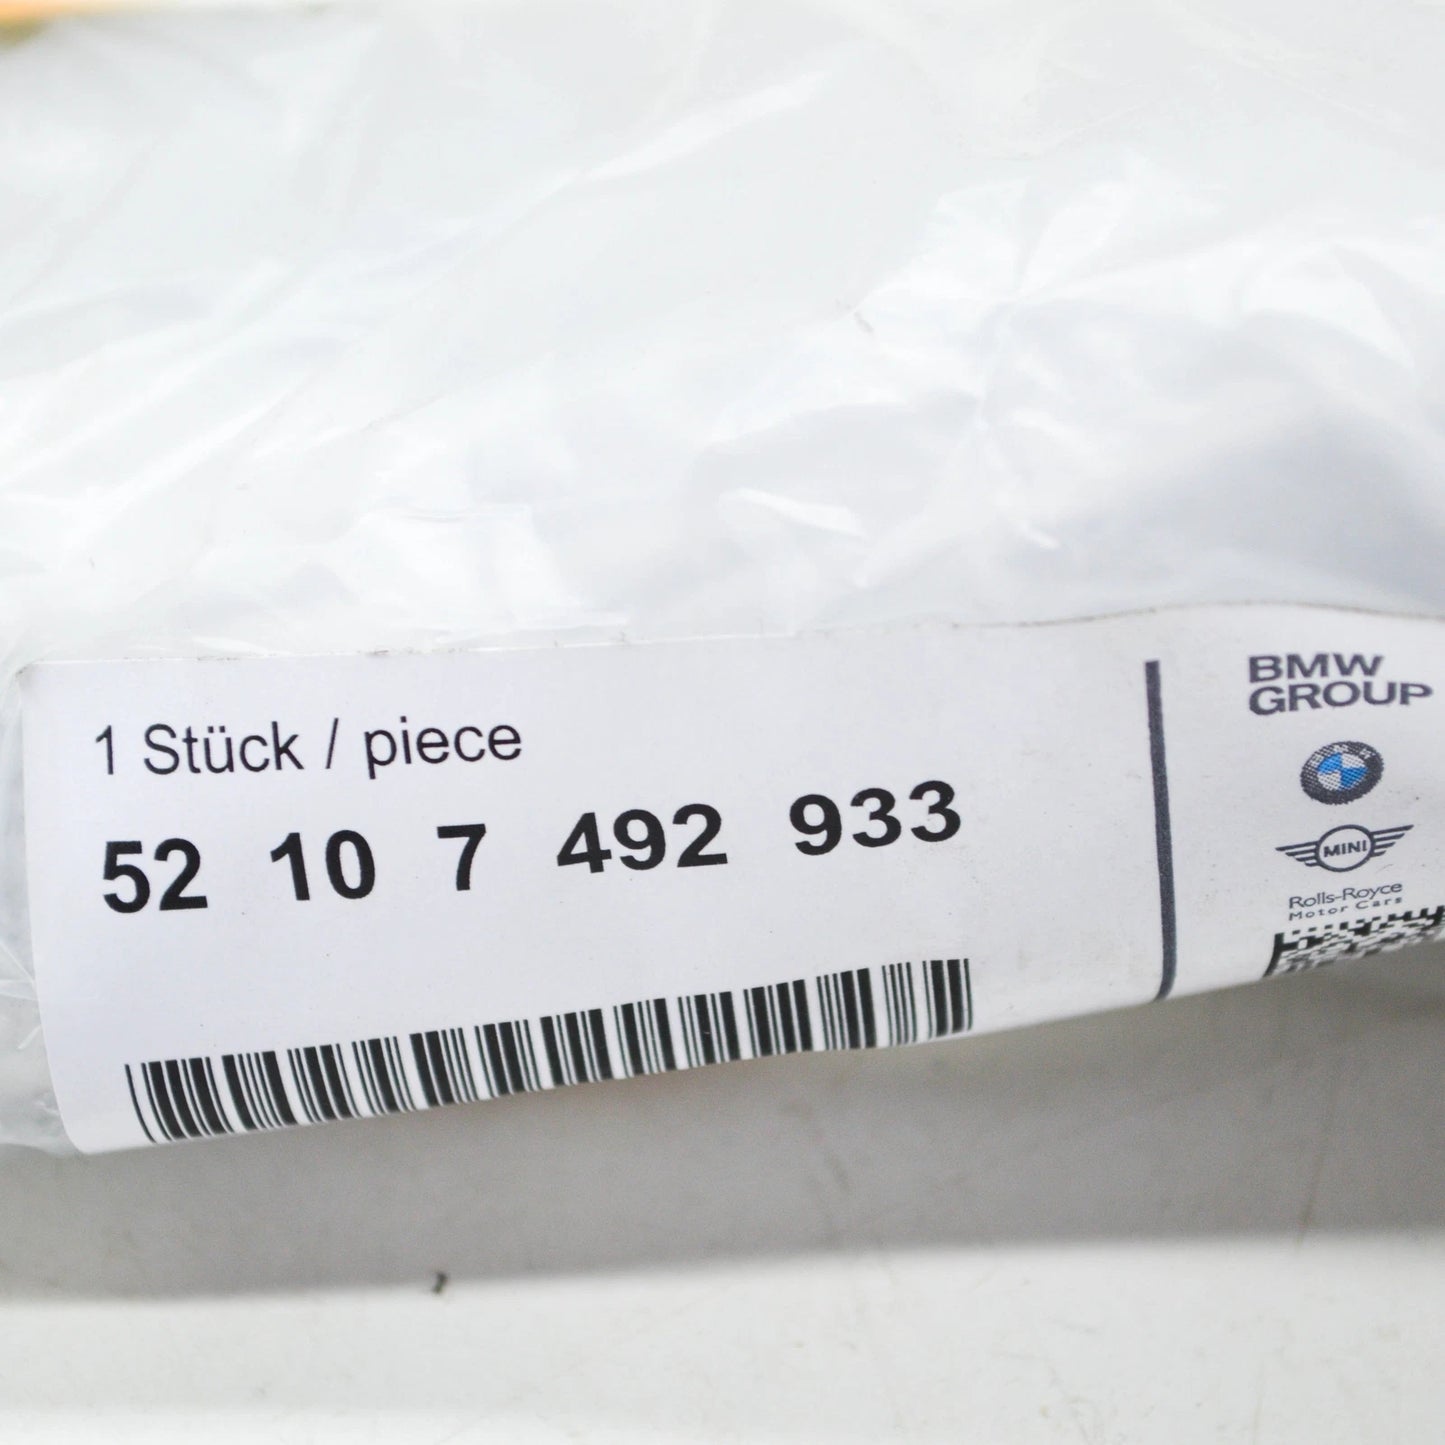 1 Stück / piece
52 10 7 492 933
BMW
GROUP
MINI
Rolls-Royce
Motor Cars